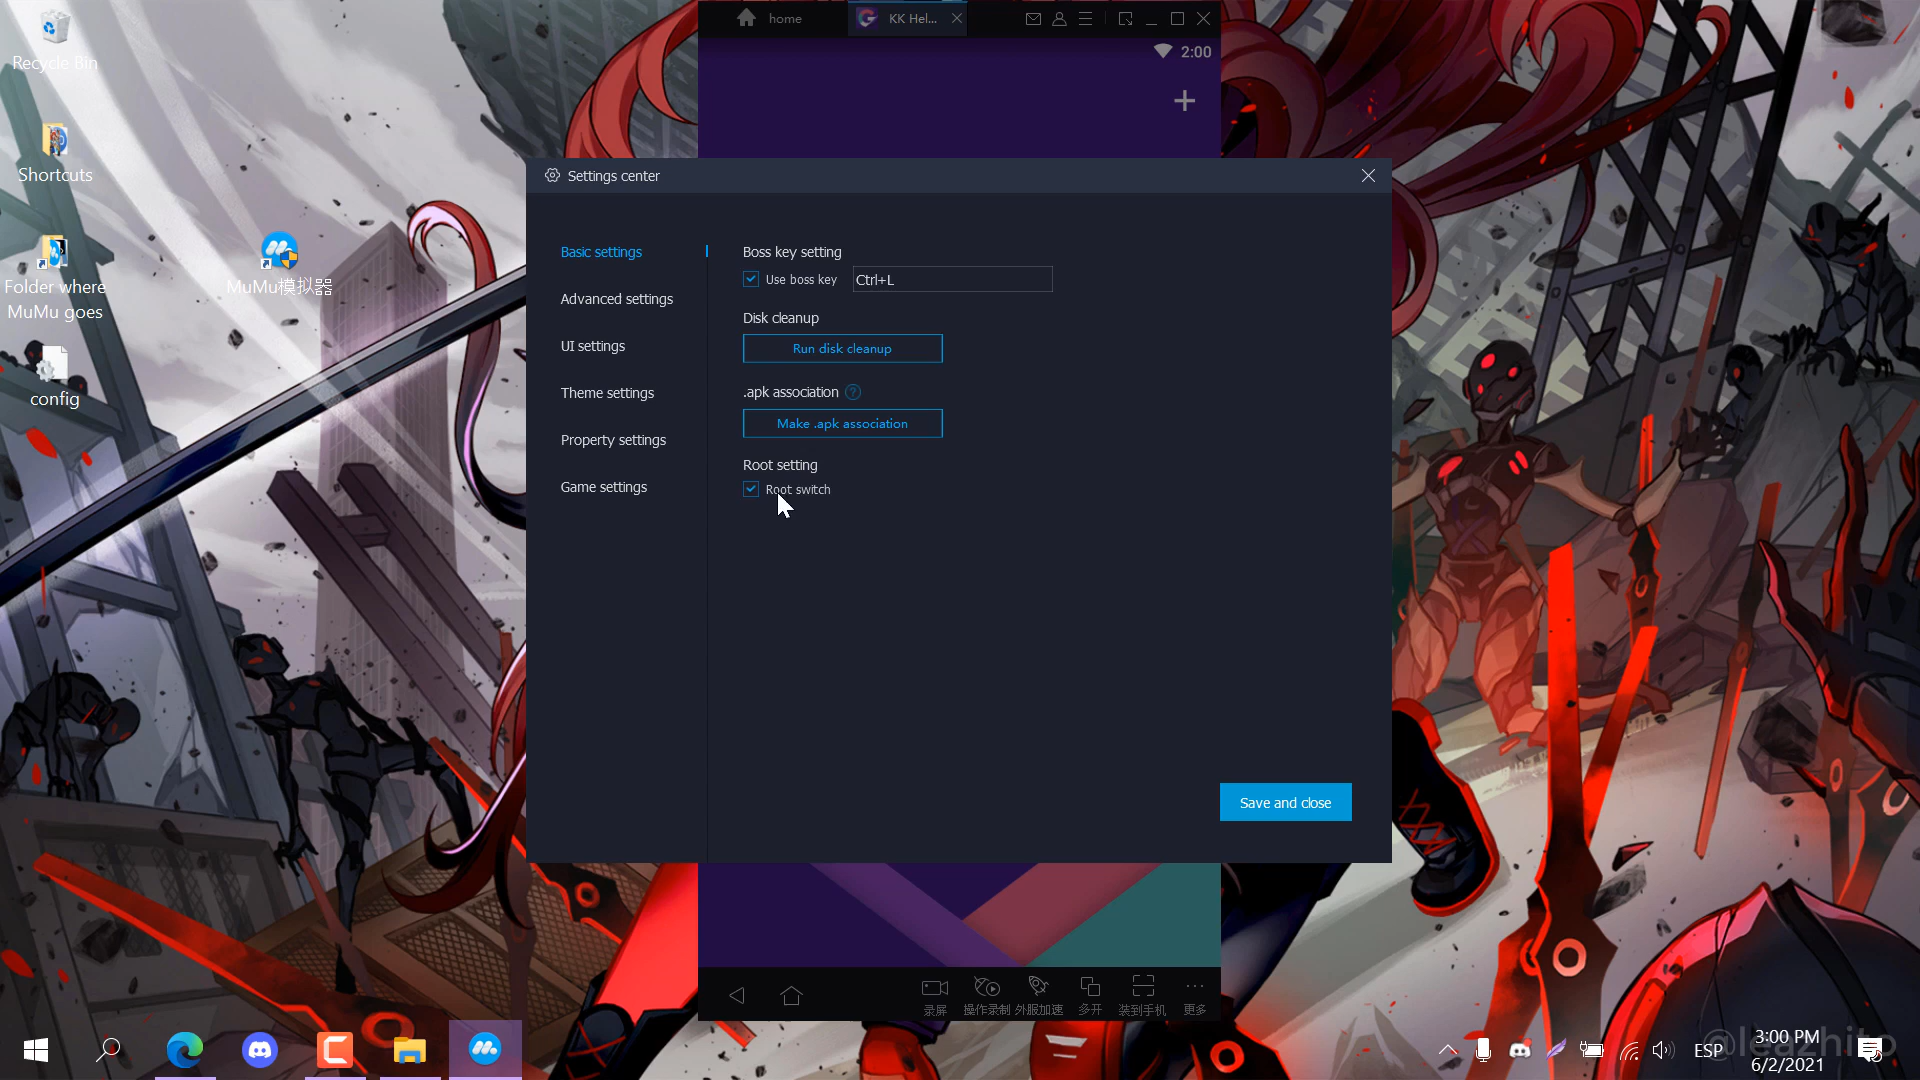 Recycle Bin
Shortcuts
Folder where
MuMu goes
config
MuMu模拟器
home
KK Hel...
2:00
Settings center
Basic settings
Advanced settings
UI settings
Theme settings
Property settings
Game settings
Boss key setting
Use boss key
Ctrl+L
Disk cleanup
Run disk cleanup
.apk association
?
Make .apk association
Root setting
Root switch
Save and close
录屏
操作录制
外服加速
多开
装到手机
更多
ESP
3:00 PM
6/2/2021
@leazhito